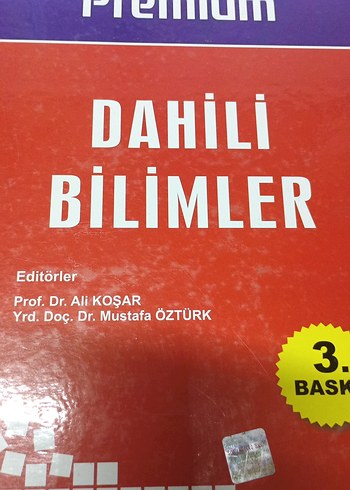 Premium
DAHİLİ
BİLİMLER
Editörler
Prof. Dr. Ali KOŞAR
Yrd. Doç. Dr. Mustafa ÖZTÜRK
3.
BASK